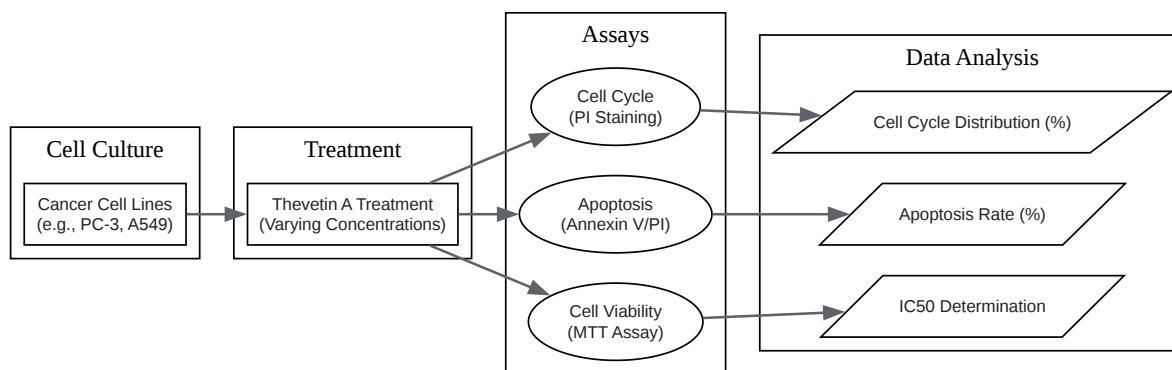 Cell Culture
Cancer Cell Lines
(e.g., PC-3, A549)
Treatment
Thevetin A Treatment
(Varying Concentrations)
Assays
Cell Cycle
(PI Staining)
Apoptosis
(Annexin V/PI)
Cell Viability
(MTT Assay)
Data Analysis
Cell Cycle Distribution (%)
Apoptosis Rate (%)
IC50 Determination